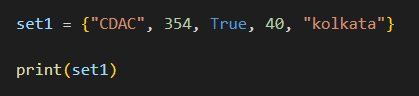 set1 = {"CDAC", 354, True, 40, "kolkata"}
print(set1)